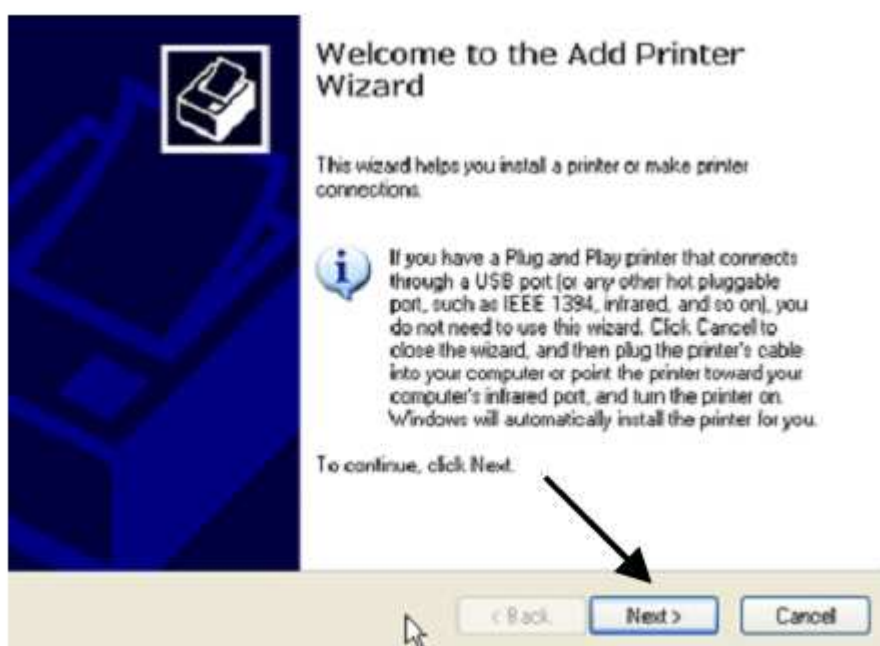 Welcome to the Add Printer
Wizard
This wizard helps you install a printer or make printer
connections.
If you have a Plug and Play printer that connects
through a USB port (or any other hot pluggable
port, such as IEEE 1394, infrared, and so on), you
do not need to use this wizard. Click Cancel to
close the wizard, and then plug the printer's cable
into your computer or point the printer toward your
computer's infrared port, and turn the printer on.
Windows will automatically install the printer for you.
To continue, click Next.
< Back Next > Cancel